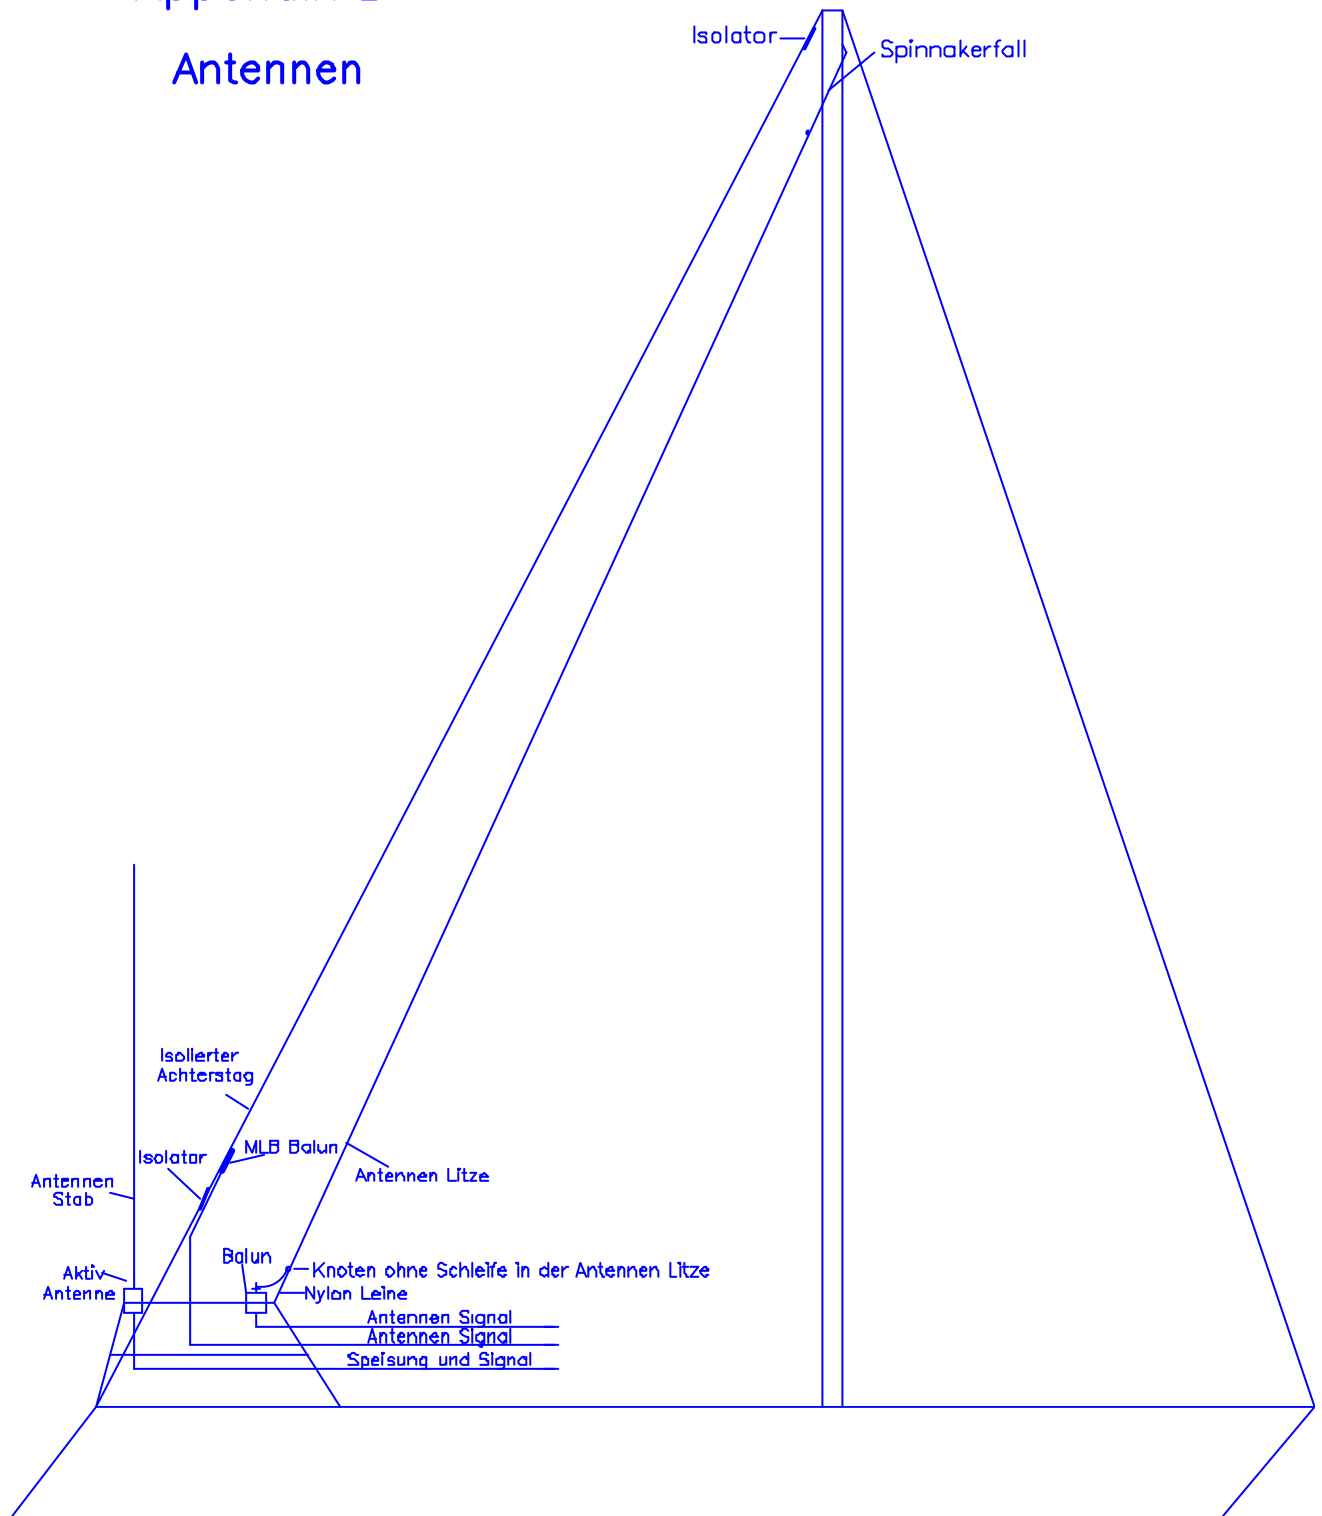 Antennen
Isolator
Spinnakerfall
Isolierter
Achterstag
Isolator
MLB Balun
Antennen Litze
Antennen
Stab
Balun
Aktiv
Antenne
Knoten ohne Schleife in der Antennen Litze
Nylon Leine
Antennen Signal
Antennen Signal
Speisung und Signal